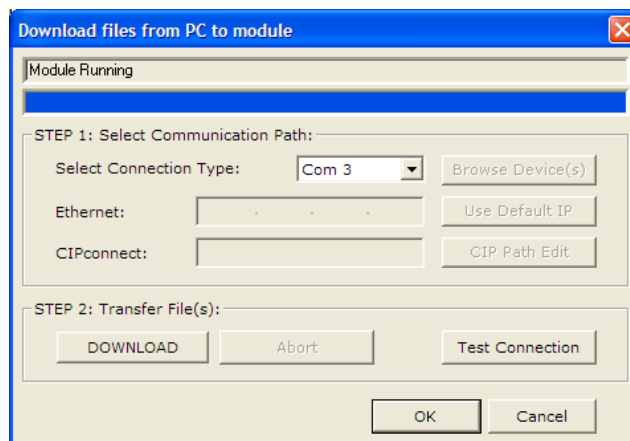 Download files from PC to module
Module Running
STEP 1: Select Communication Path:
Select Connection Type: Com 3 Browse Device(s)
Ethernet: . . . Use Default IP
CIPconnect: CIP Path Edit
STEP 2: Transfer File(s):
DOWNLOAD Abort Test Connection
OK Cancel